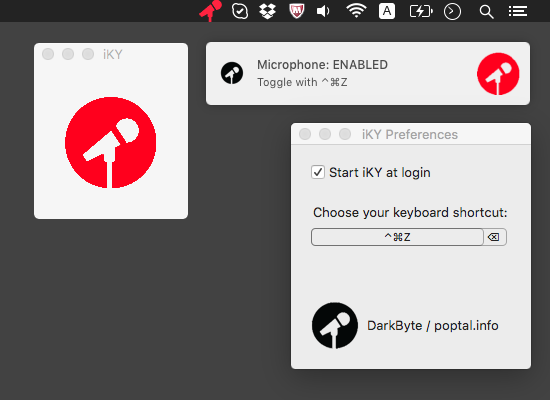 A
iKY
Microphone: ENABLED
Toggle with ^⌘Z
iKY Preferences
Start iKY at login
Choose your keyboard shortcut:
^⌘Z
DarkByte / poptal.info